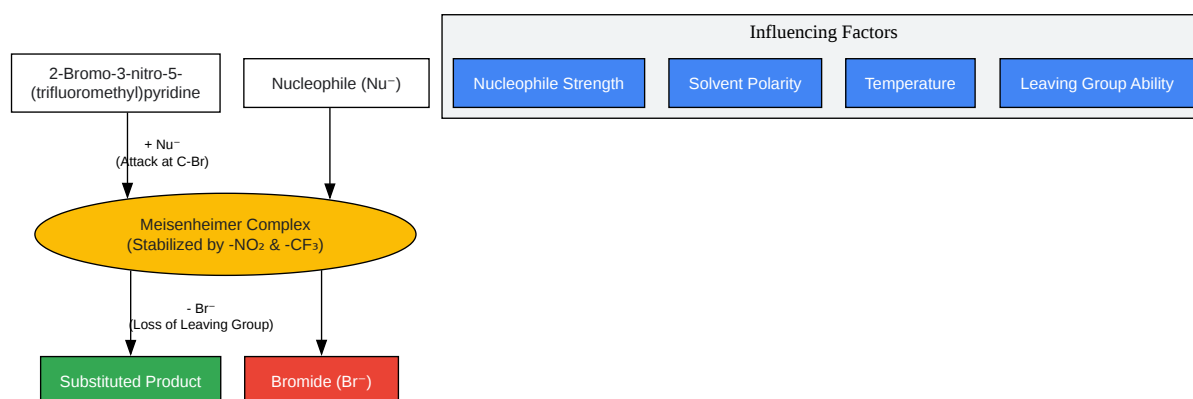 Influencing Factors
2-Bromo-3-nitro-5-
(trifluoromethyl)pyridine
Nucleophile (Nu⁻)
Nucleophile Strength
Solvent Polarity
Temperature
Leaving Group Ability
+ Nu⁻
(Attack at C-Br)
Meisenheimer Complex
(Stabilized by -NO₂ & -CF₃)
- Br⁻
(Loss of Leaving Group)
Substituted Product
Bromide (Br⁻)